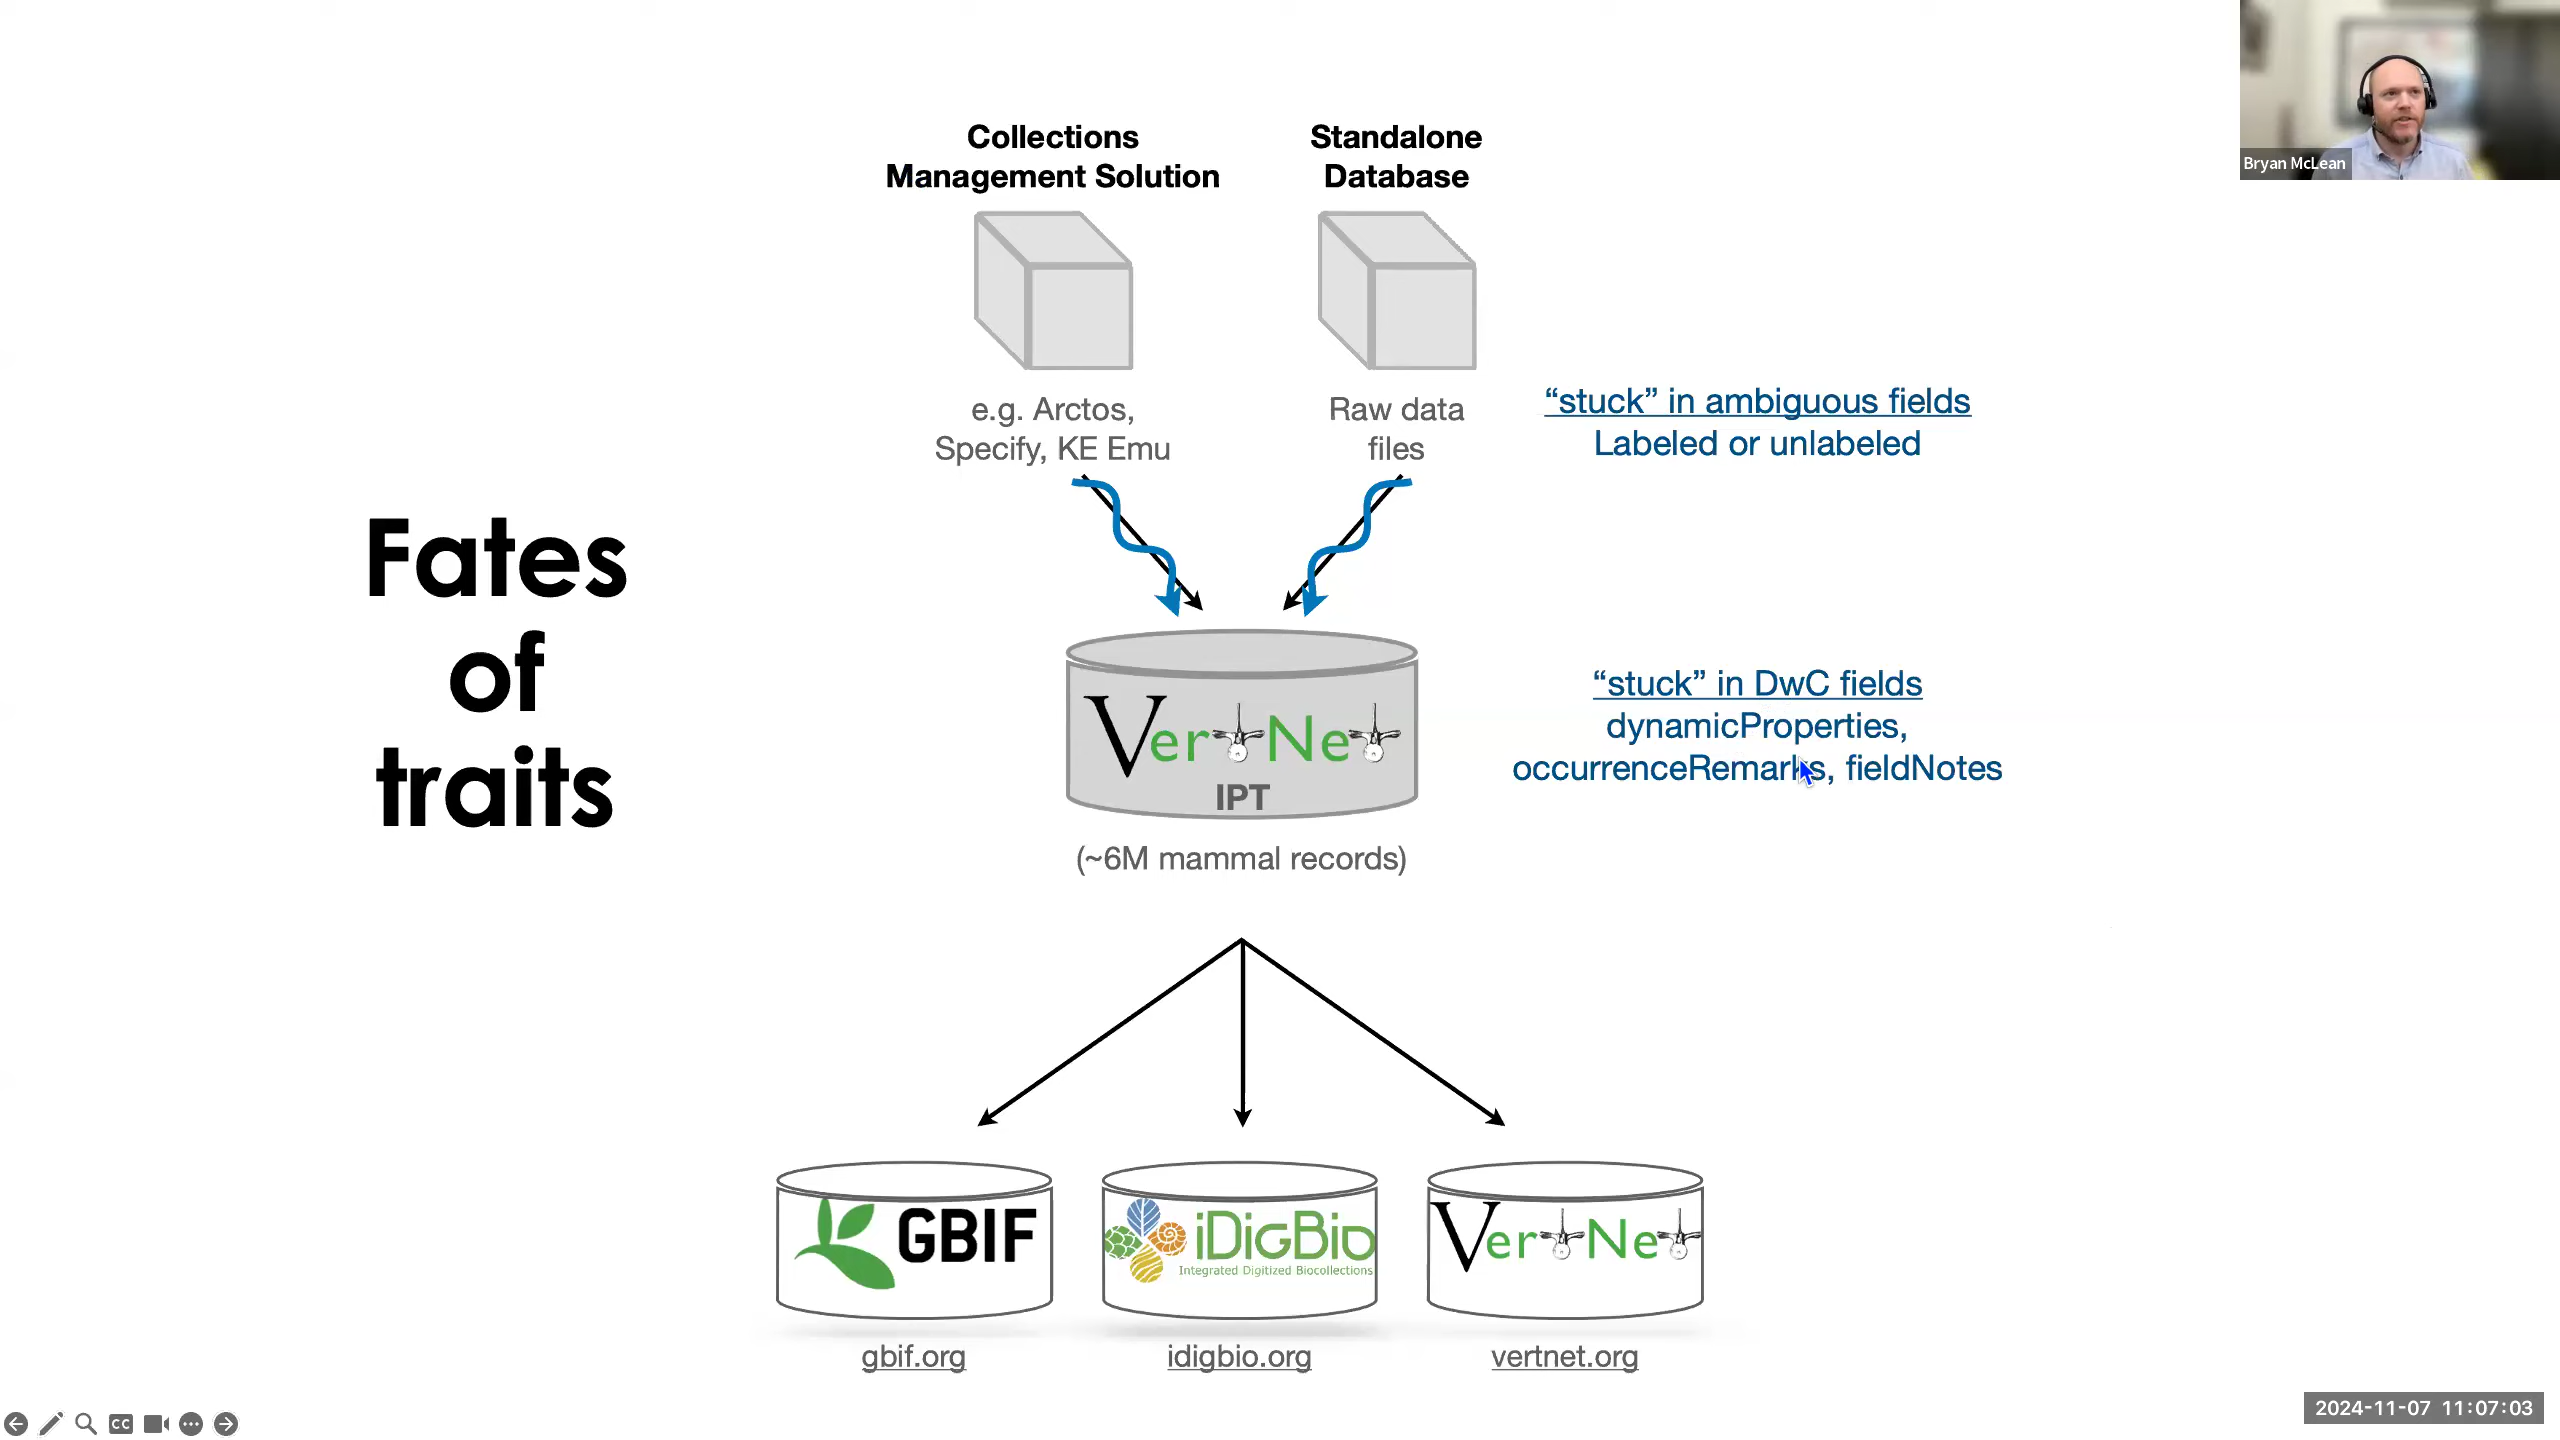 Collections
Management Solution
Standalone
Database
Bryan McLean
e.g. Arctos,
Specify, KE Emu
Raw data
files
“stuck” in ambiguous fields
Labeled or unlabeled
Fates
of
traits
VertNet
IPT
(~6M mammal records)
“stuck” in DwC fields
dynamicProperties,
occurrenceRemarks, fieldNotes
GBIF
iDigBio
Integrated Digitized Biocollections
VertNet
gbif.org
idigbio.org
vertnet.org
CC
2024-11-07 11:07:03